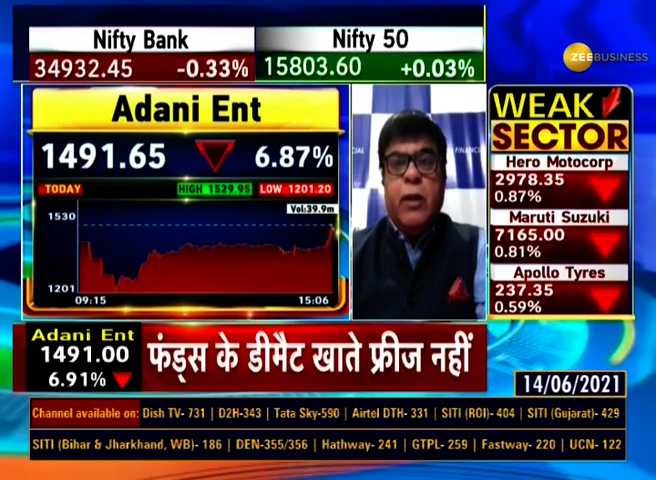 Nifty Bank
34932.45 -0.33%
Nifty 50
15803.60 +0.03%
ZEEBUSINESS
Adani Ent
1491.65 6.87%
TODAY HIGH 1529.95 LOW 1201.20
Vol:39.9m
1530
1201
09:15 15:06
FINANCIAL
WEAK
SECTOR
Hero Motocorp
2978.35
0.87%
Maruti Suzuki
7165.00
0.81%
Apollo Tyres
237.35
0.59%
Adani Ent
1491.00
6.91%
फंड्स के डीमैट खाते फ्रीज नहीं
14/06/2021
Channel available on: Dish TV- 731 | D2H-343 | Tata Sky-590 | Airtel DTH- 331 | SITI (ROI)- 404 | SITI (Gujarat)- 429
SITI (Bihar & Jharkhand, WB)- 186 | DEN-355/356 | Hathway- 241 | GTPL- 259 | Fastway- 220 | UCN- 122